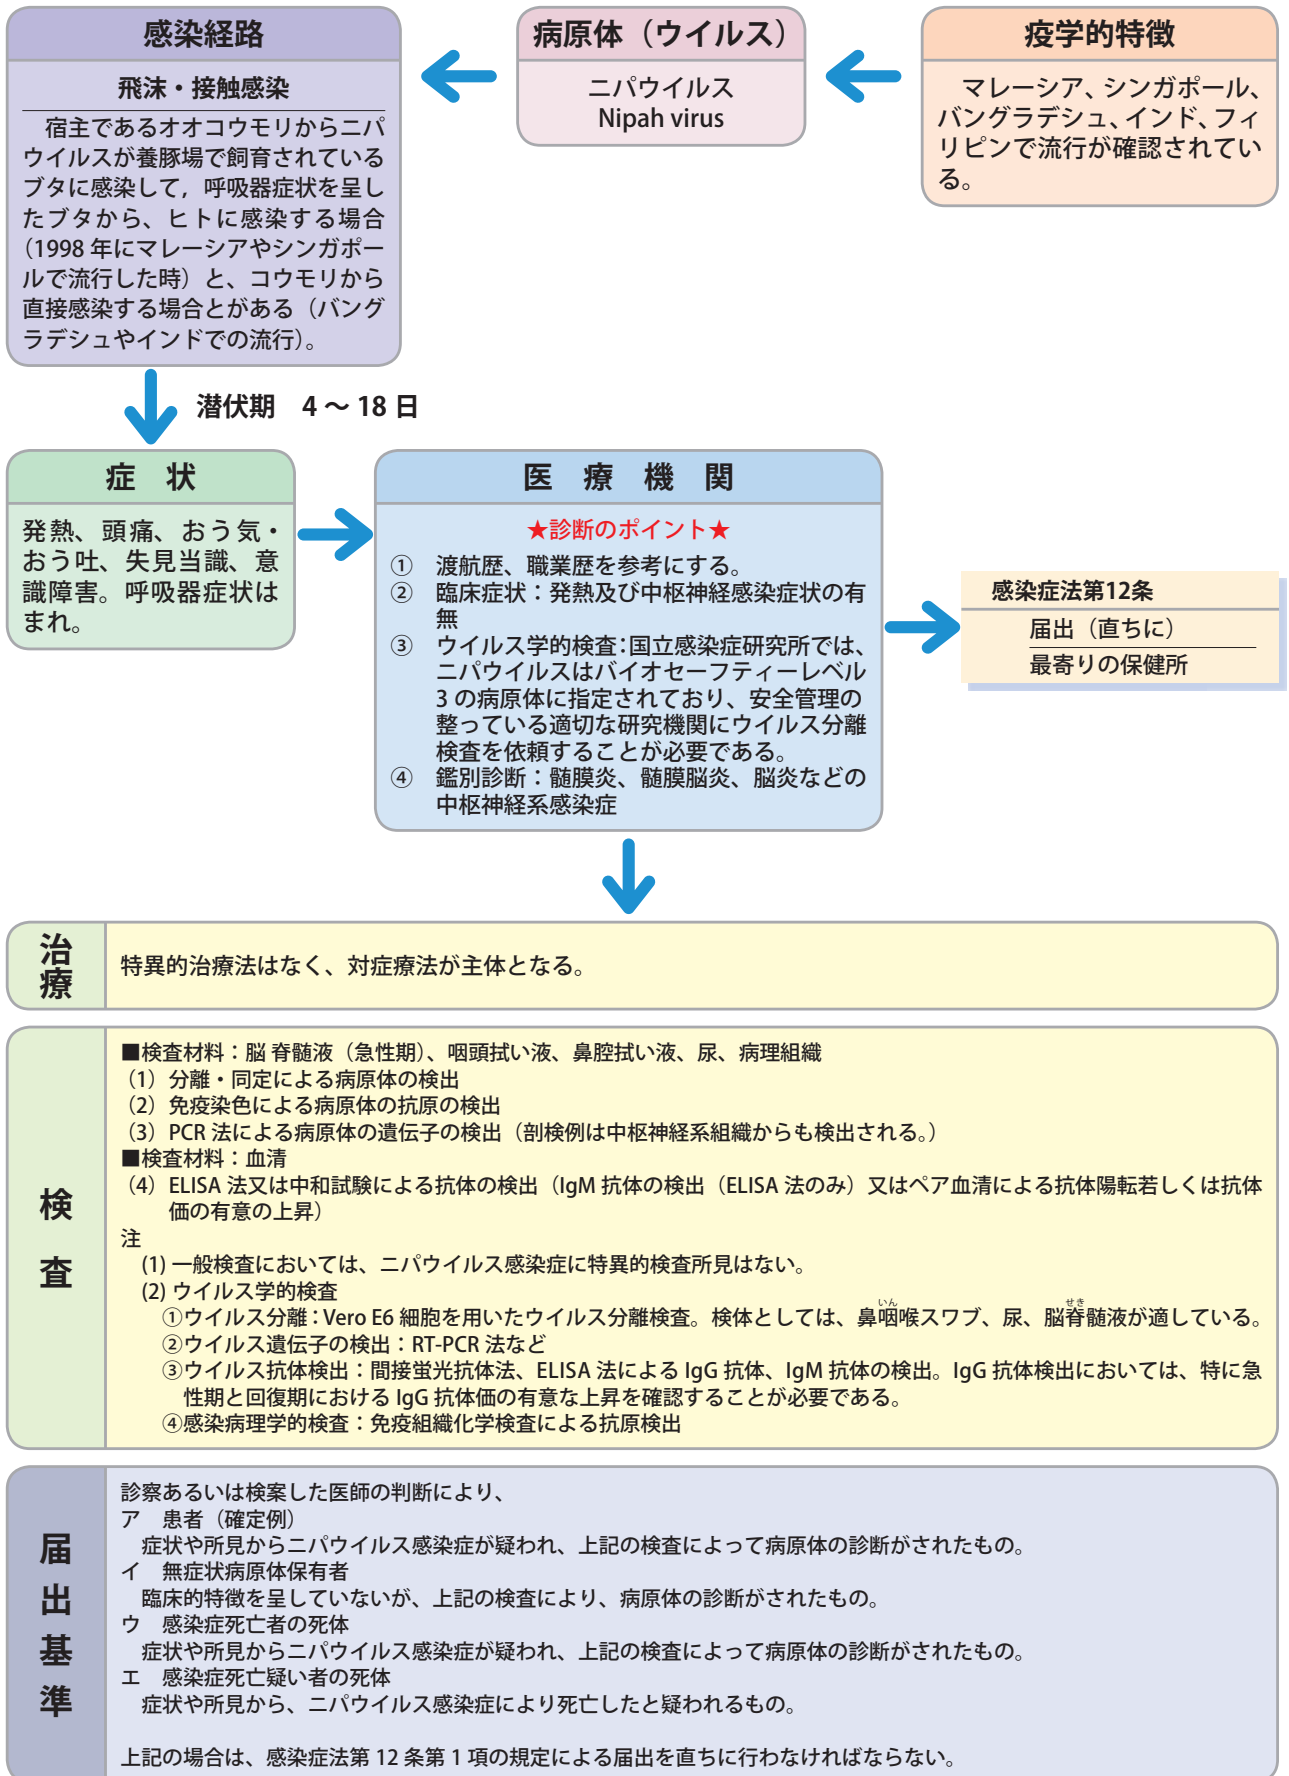 感染経路
飛沫・接触感染
宿主であるオオコウモリからニパ
ウイルスが養豚場で飼育されている
ブタに感染して，呼吸器症状を呈し
たブタから、ヒトに感染する場合
（1998 年にマレーシアやシンガポー
ルで流行した時）と、コウモリから
直接感染する場合とがある（バング
ラデシュやインドでの流行）。
病原体（ウイルス）
ニパウイルス
Nipah virus
疫学的特徴
マレーシア、シンガポール、
バングラデシュ、インド、フィ
リピンで流行が確認されてい
る。
潜伏期　4 ～ 18 日
症　状
発熱、頭痛、おう気・
おう吐、失見当識、意
識障害。呼吸器症状は
まれ。
医　療　機　関
★診断のポイント★
①　渡航歴、職業歴を参考にする。
②　臨床症状：発熱及び中枢神経感染症状の有
無
③　ウイルス学的検査：国立感染症研究所では、
ニパウイルスはバイオセーフティーレベル
3 の病原体に指定されており、安全管理の
整っている適切な研究機関にウイルス分離
検査を依頼することが必要である。
④　鑑別診断：髄膜炎、髄膜脳炎、脳炎などの
中枢神経系感染症
感染症法第12条
届出（直ちに）
最寄りの保健所
治療
特異的治療法はなく、対症療法が主体となる。
検査
■検査材料：脳 脊髄液（急性期）、咽頭拭い液、鼻腔拭い液、尿、病理組織
（1）分離・同定による病原体の検出
（2）免疫染色による病原体の抗原の検出
（3）PCR 法による病原体の遺伝子の検出（剖検例は中枢神経系組織からも検出される。）
■検査材料：血清
（4）ELISA 法又は中和試験による抗体の検出（IgM 抗体の検出（ELISA 法のみ）又はペア血清による抗体陽転若しくは抗体
価の有意の上昇）
注
(1) 一般検査においては、ニパウイルス感染症に特異的検査所見はない。
(2) ウイルス学的検査
①ウイルス分離：Vero E6 細胞を用いたウイルス分離検査。検体としては、鼻咽（いん）喉スワブ、尿、脳脊（せき）髄液が適している。
②ウイルス遺伝子の検出：RT-PCR 法など
③ウイルス抗体検出：間接蛍光抗体法、ELISA 法による IgG 抗体、IgM 抗体の検出。IgG 抗体検出においては、特に急
性期と回復期における IgG 抗体価の有意な上昇を確認することが必要である。
④感染病理学的検査：免疫組織化学検査による抗原検出
届出基準
診察あるいは検案した医師の判断により、
ア　患者（確定例）
症状や所見からニパウイルス感染症が疑われ、上記の検査によって病原体の診断がされたもの。
イ　無症状病原体保有者
臨床的特徴を呈していないが、上記の検査により、病原体の診断がされたもの。
ウ　感染症死亡者の死体
症状や所見からニパウイルス感染症が疑われ、上記の検査によって病原体の診断がされたもの。
エ　感染症死亡疑い者の死体
症状や所見から、ニパウイルス感染症により死亡したと疑われるもの。
上記の場合は、感染症法第 12 条第 1 項の規定による届出を直ちに行わなければならない。